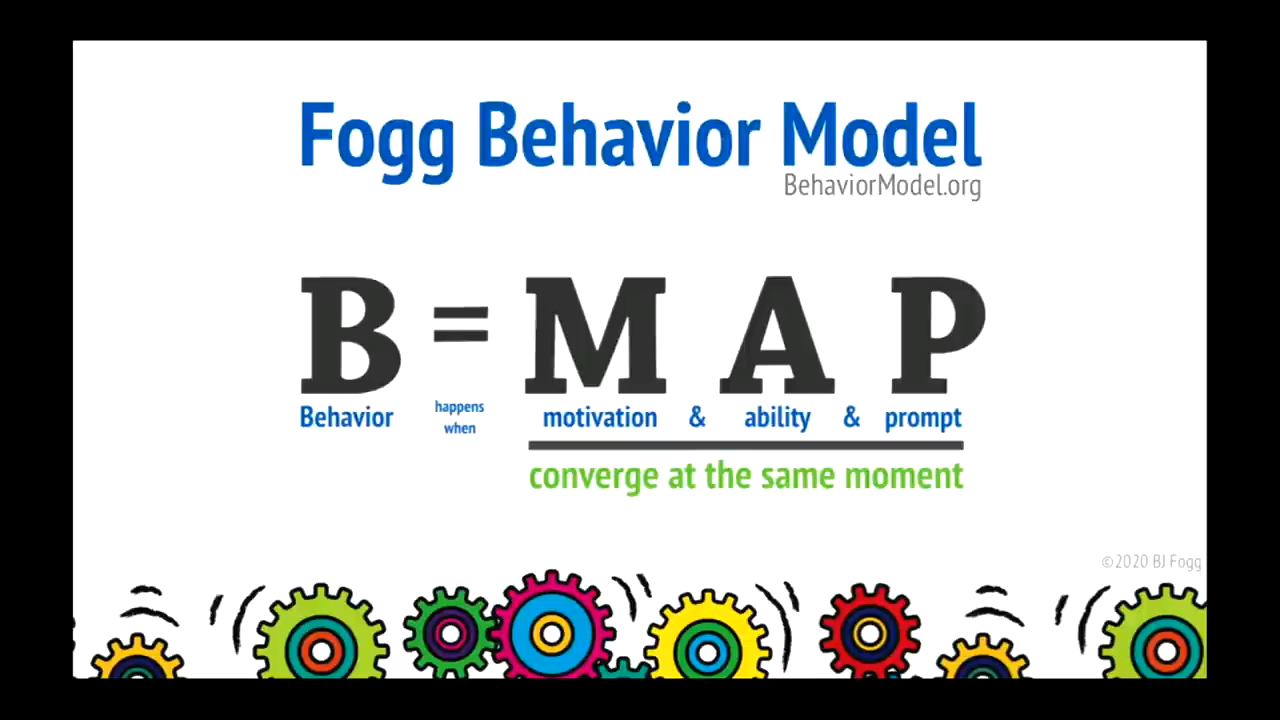 Fogg Behavior Model
BehaviorModel.org
B = M A P
Behavior happens when motivation & ability & prompt
converge at the same moment
©2020 BJ Fogg